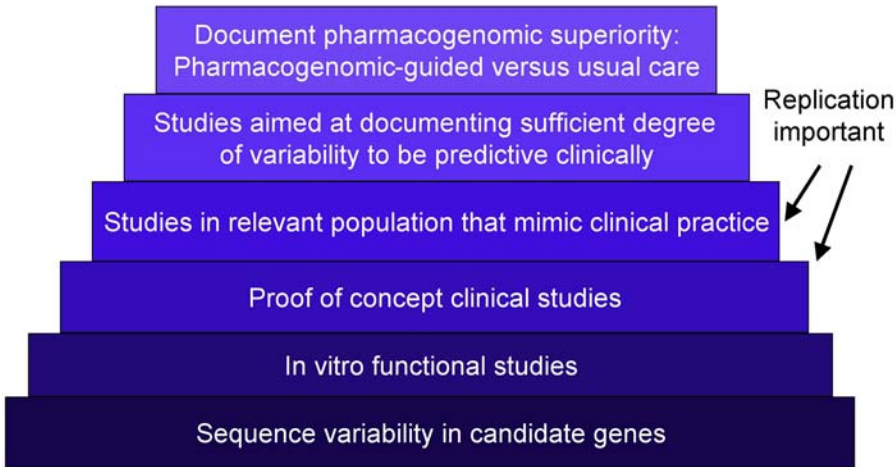 Document pharmacogenomic superiority:
Pharmacogenomic-guided versus usual care
Studies aimed at documenting sufficient degree
of variability to be predictive clinically
Replication
important
Studies in relevant population that mimic clinical practice
Proof of concept clinical studies
In vitro functional studies
Sequence variability in candidate genes